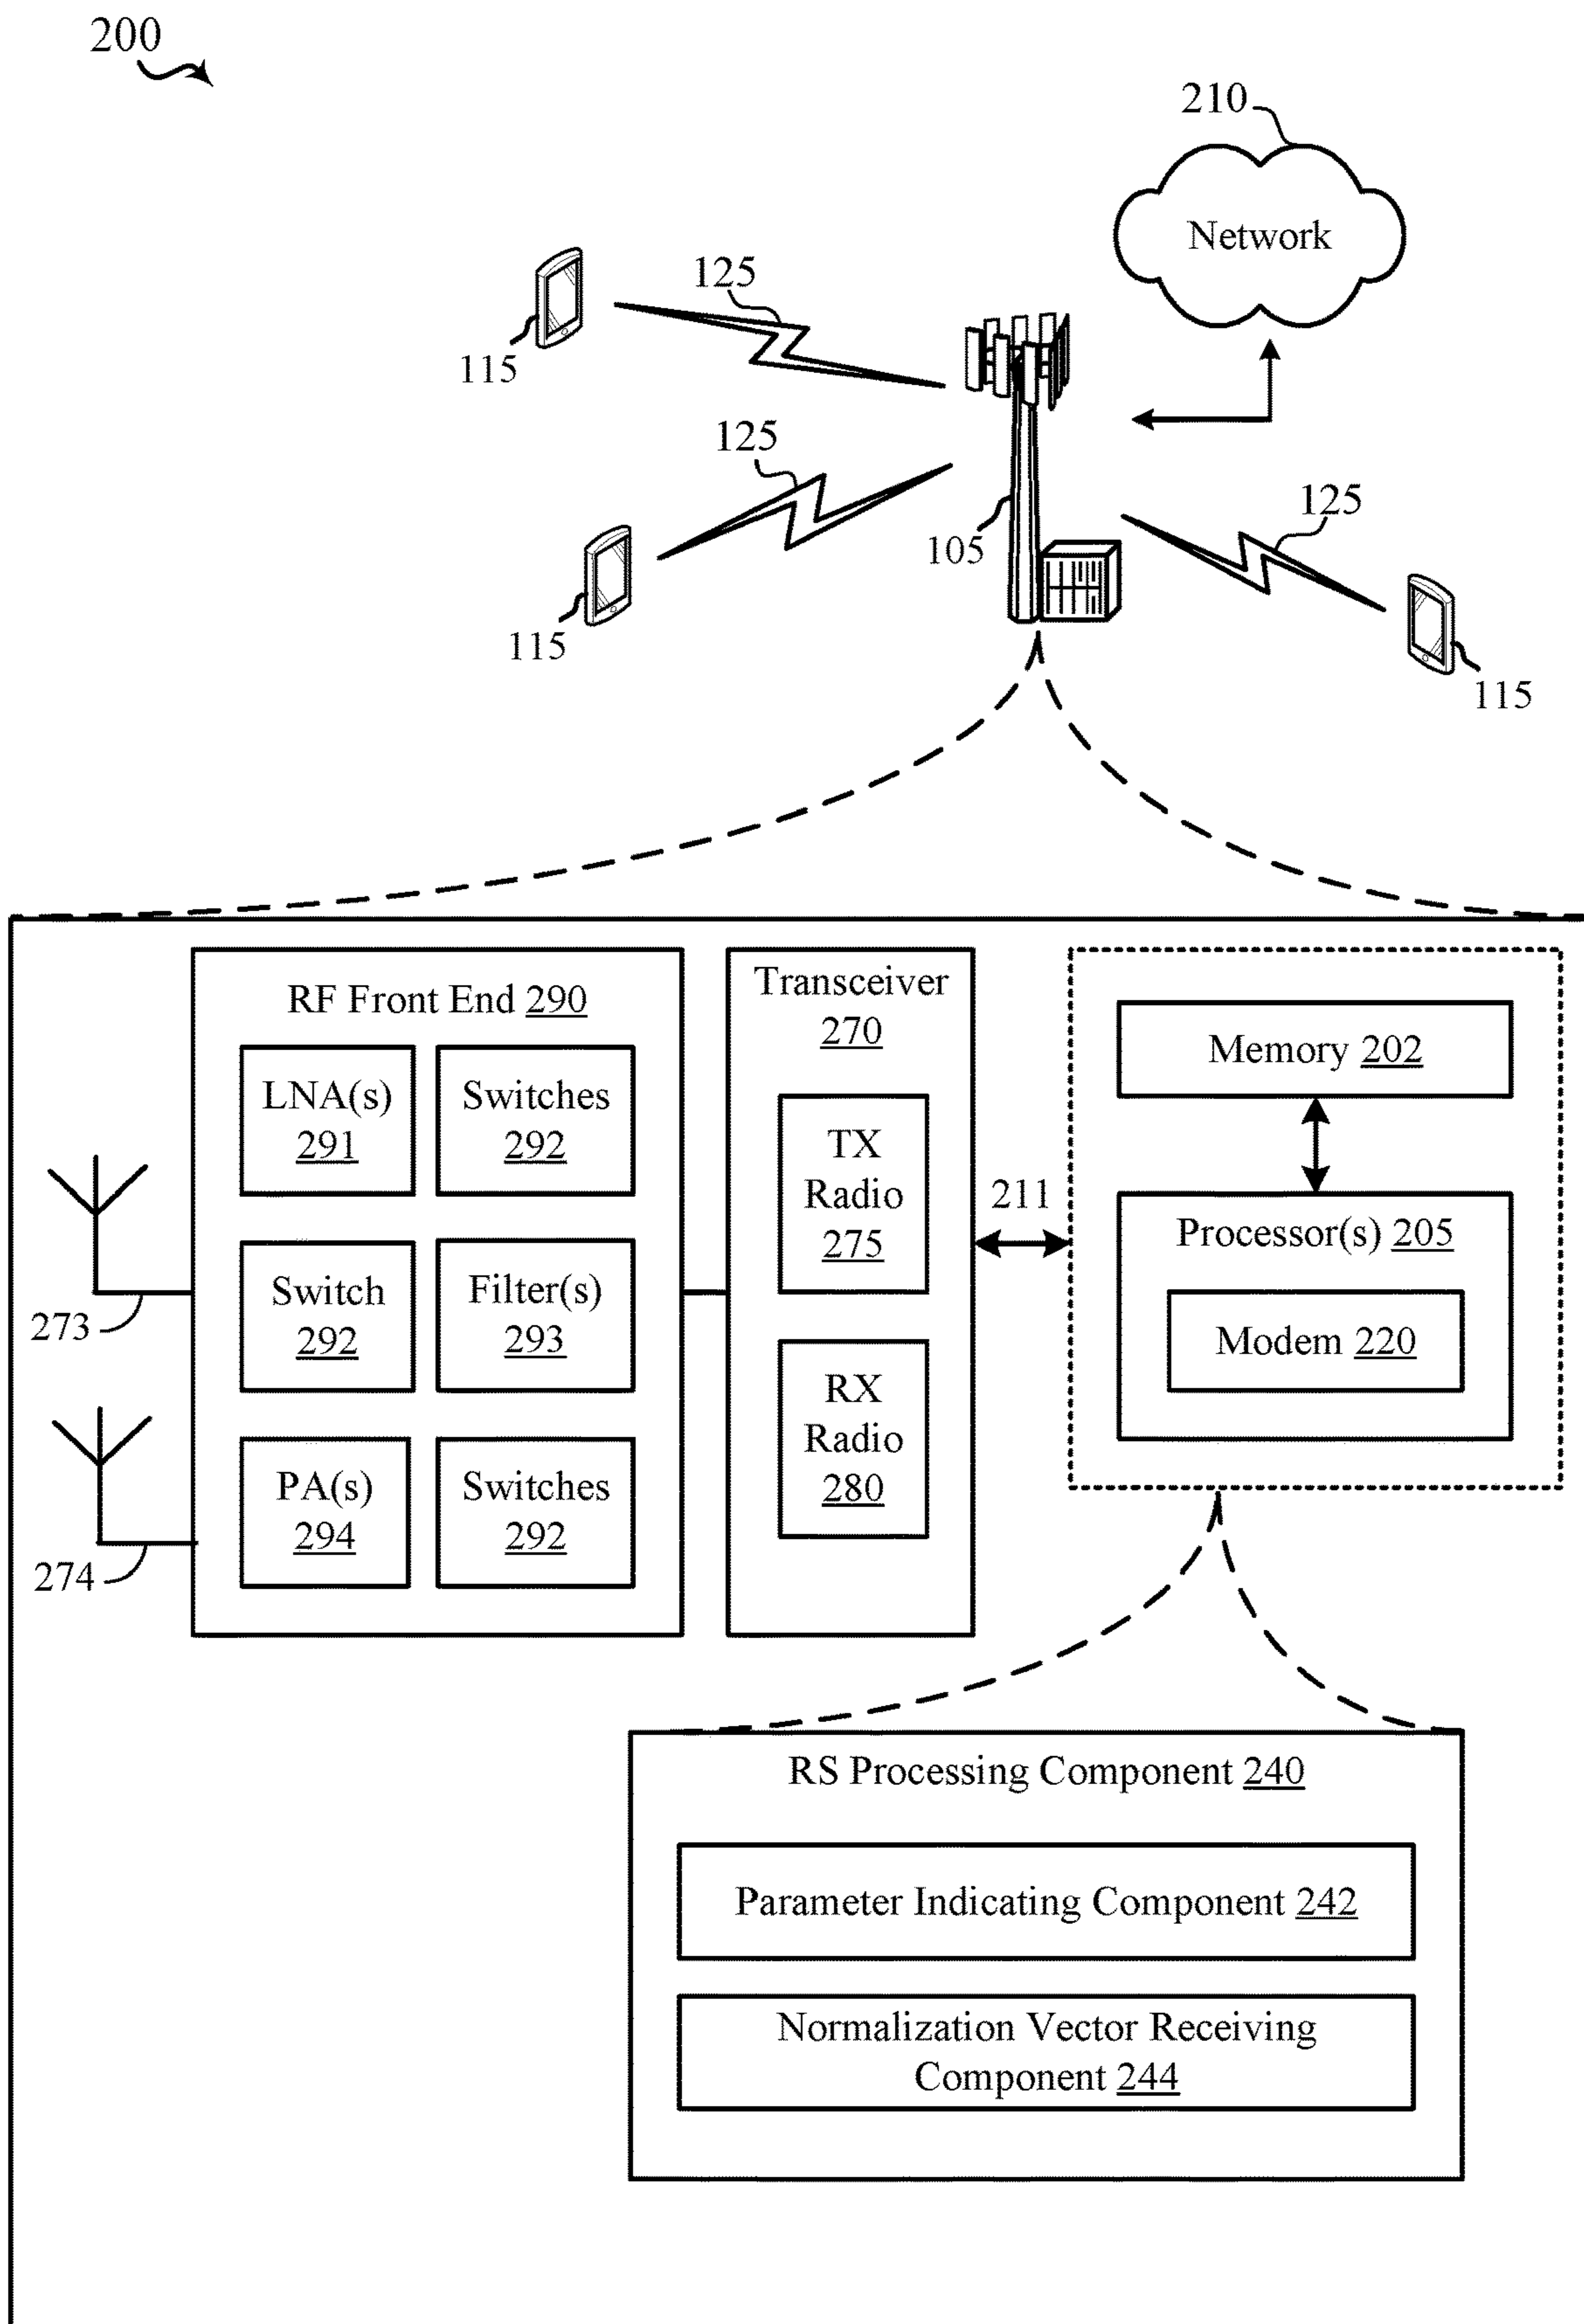 200
210
Network
125
115
125
125
105
115
115
RF Front End 290
LNA(s)
291
Switches
292
Switch
292
Filter(s)
293
PA(s)
294
Switches
292
273
274
Transceiver
270
TX
Radio
275
RX
Radio
280
211
Memory 202
Processor(s) 205
Modem 220
RS Processing Component 240
Parameter Indicating Component 242
Normalization Vector Receiving
Component 244